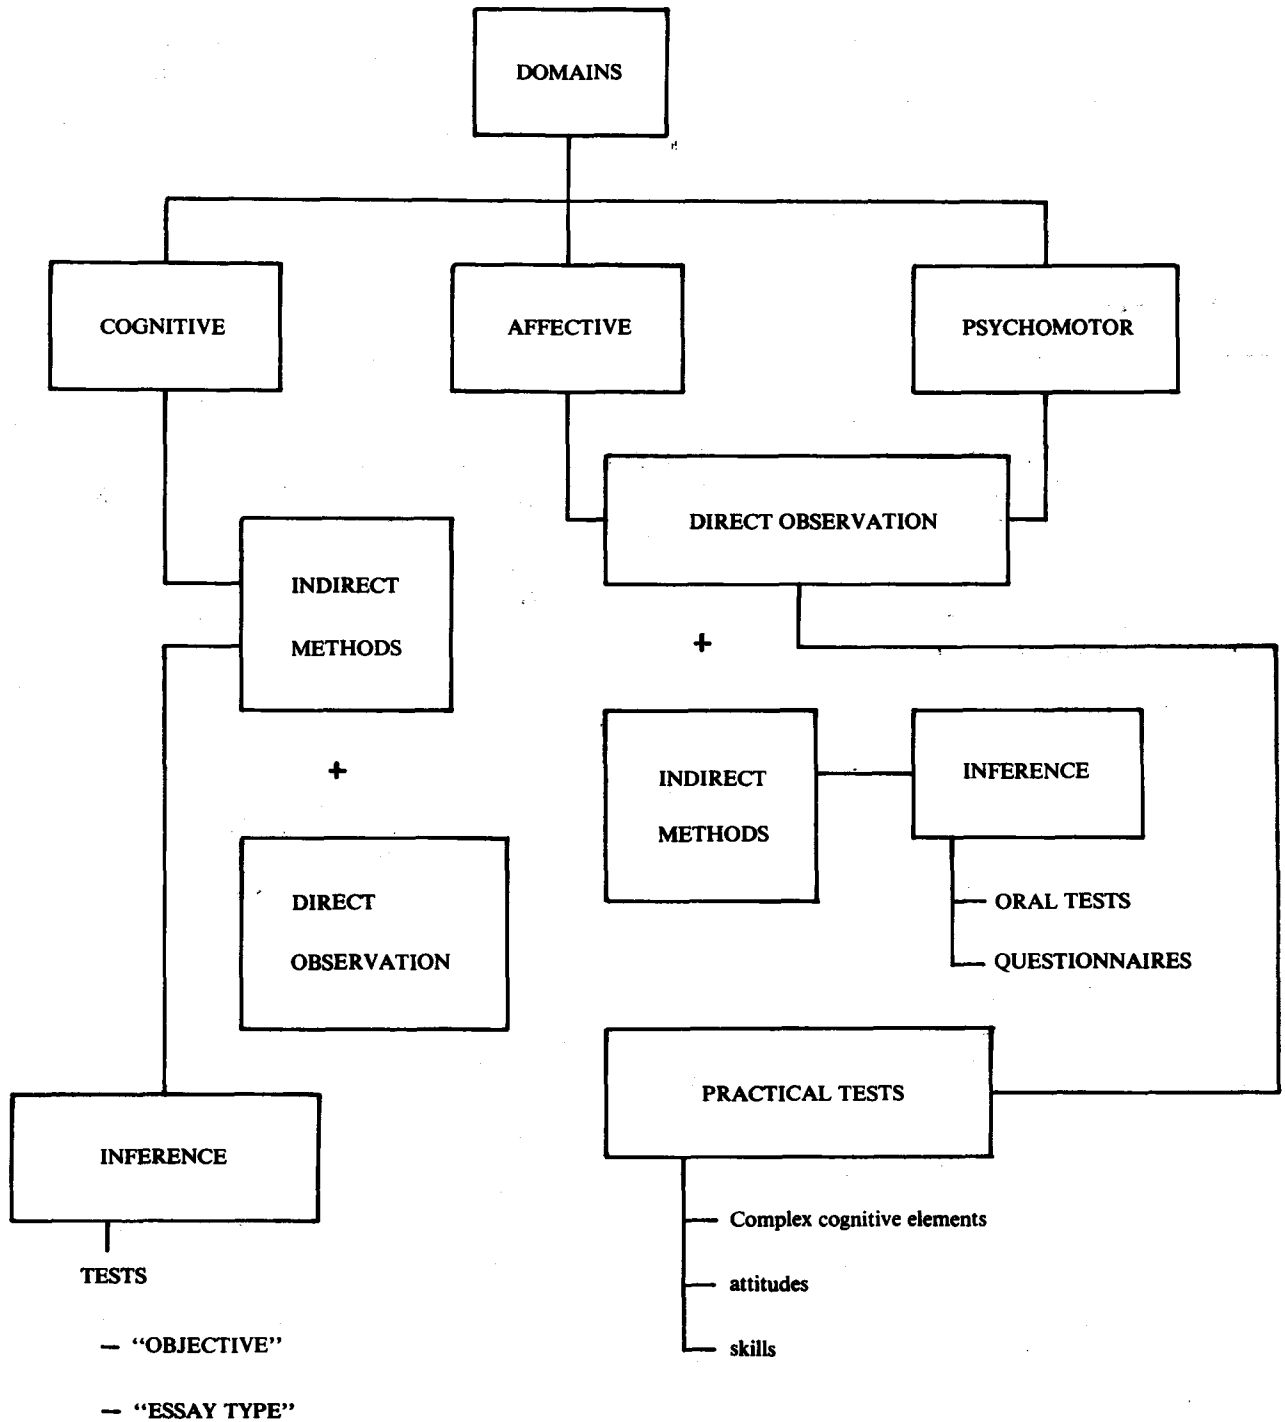 DOMAINS
COGNITIVE
AFFECTIVE
PSYCHOMOTOR
DIRECT OBSERVATION
INDIRECT
METHODS
+
+
INDIRECT
METHODS
INFERENCE
DIRECT
OBSERVATION
ORAL TESTS
QUESTIONNAIRES
PRACTICAL TESTS
INFERENCE
Complex cognitive elements
attitudes
skills
TESTS
— “OBJECTIVE”
— “ESSAY TYPE”